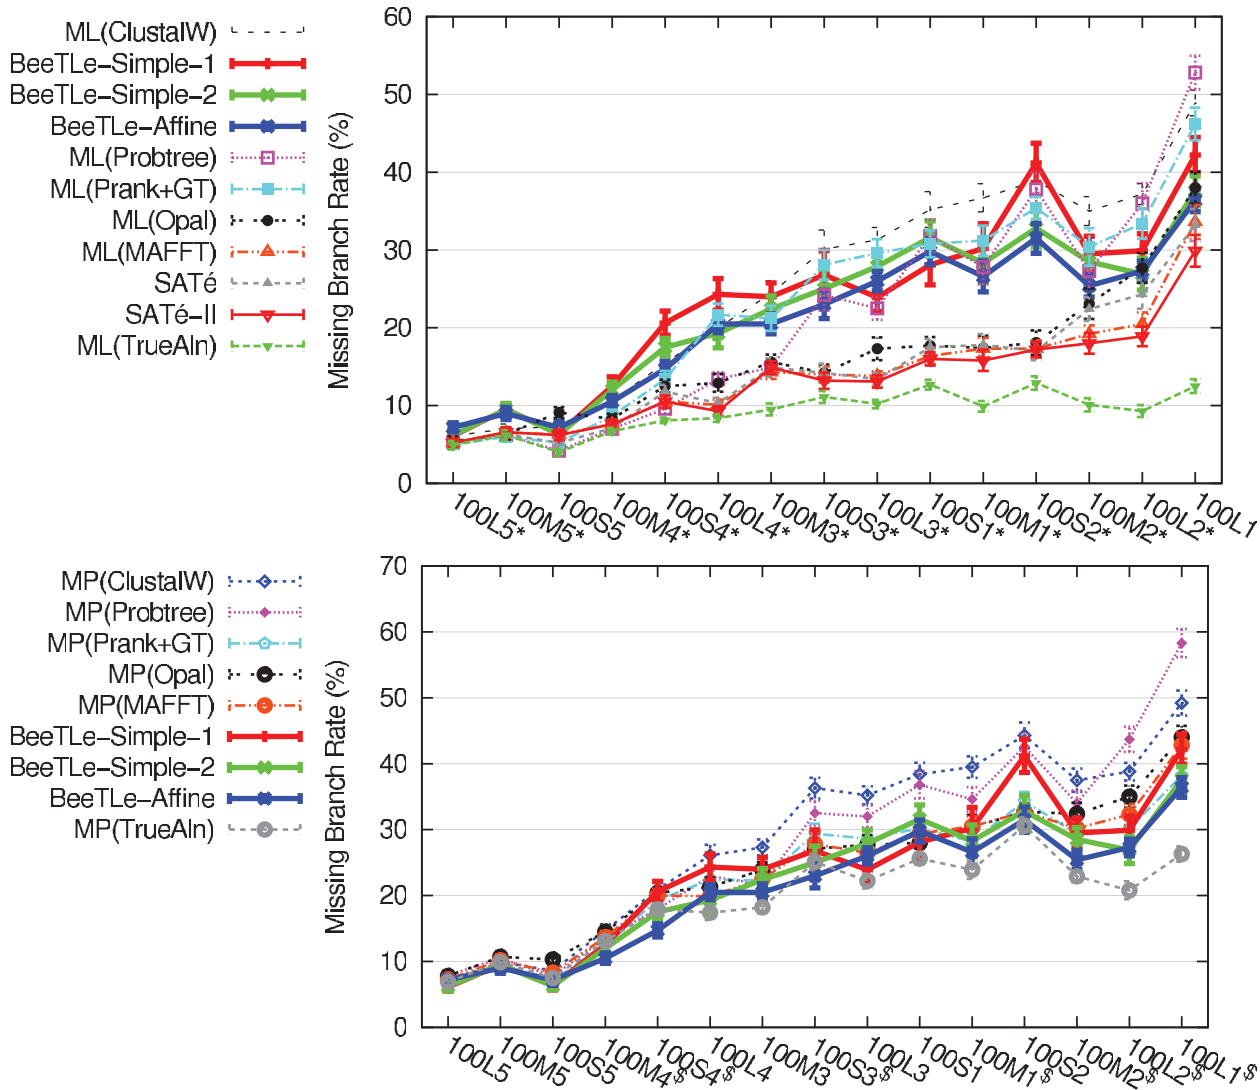 ML(ClustalW)
BeeTLe-Simple-1
BeeTLe-Simple-2
BeeTLe-Affine
ML(Probtree)
ML(Prank+GT)
ML(Opal)
ML(MAFFT)
SATé
SATé-II
ML(TrueAln)
Missing Branch Rate (%)
60
50
40
30
20
10
0
100L5*
100M5*
100S5
100M4*
100S4*
100L4*
100M3*
100S3*
100L3*
100S1*
100M1*
100S2*
100M2*
100L2*
100L1
MP(ClustalW)
MP(Probtree)
MP(Prank+GT)
MP(Opal)
MP(MAFFT)
BeeTLe-Simple-1
BeeTLe-Simple-2
BeeTLe-Affine
MP(TrueAln)
Missing Branch Rate (%)
70
60
50
40
30
20
10
0
100L5
100M5
100S5
100M4$
100S4$
100L4
100M3
100S3$
100L3
100S1
100M1$
100S2
100M2$
100L2$
100L1$